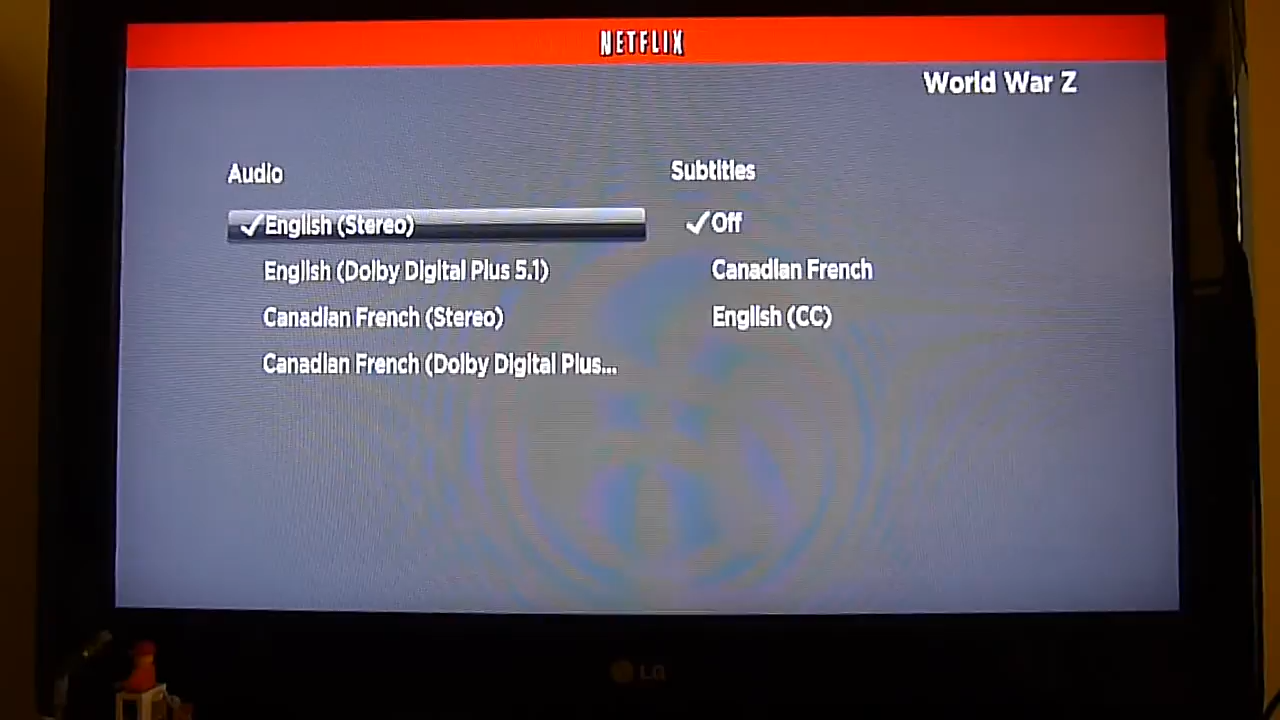 NETFLIX
World War Z
Audio
Subtitles
✓English (Stereo)
✓Off
English (Dolby Digital Plus 5.1)
Canadian French
Canadian French (Stereo)
English (CC)
Canadian French (Dolby Digital Plus...
LG